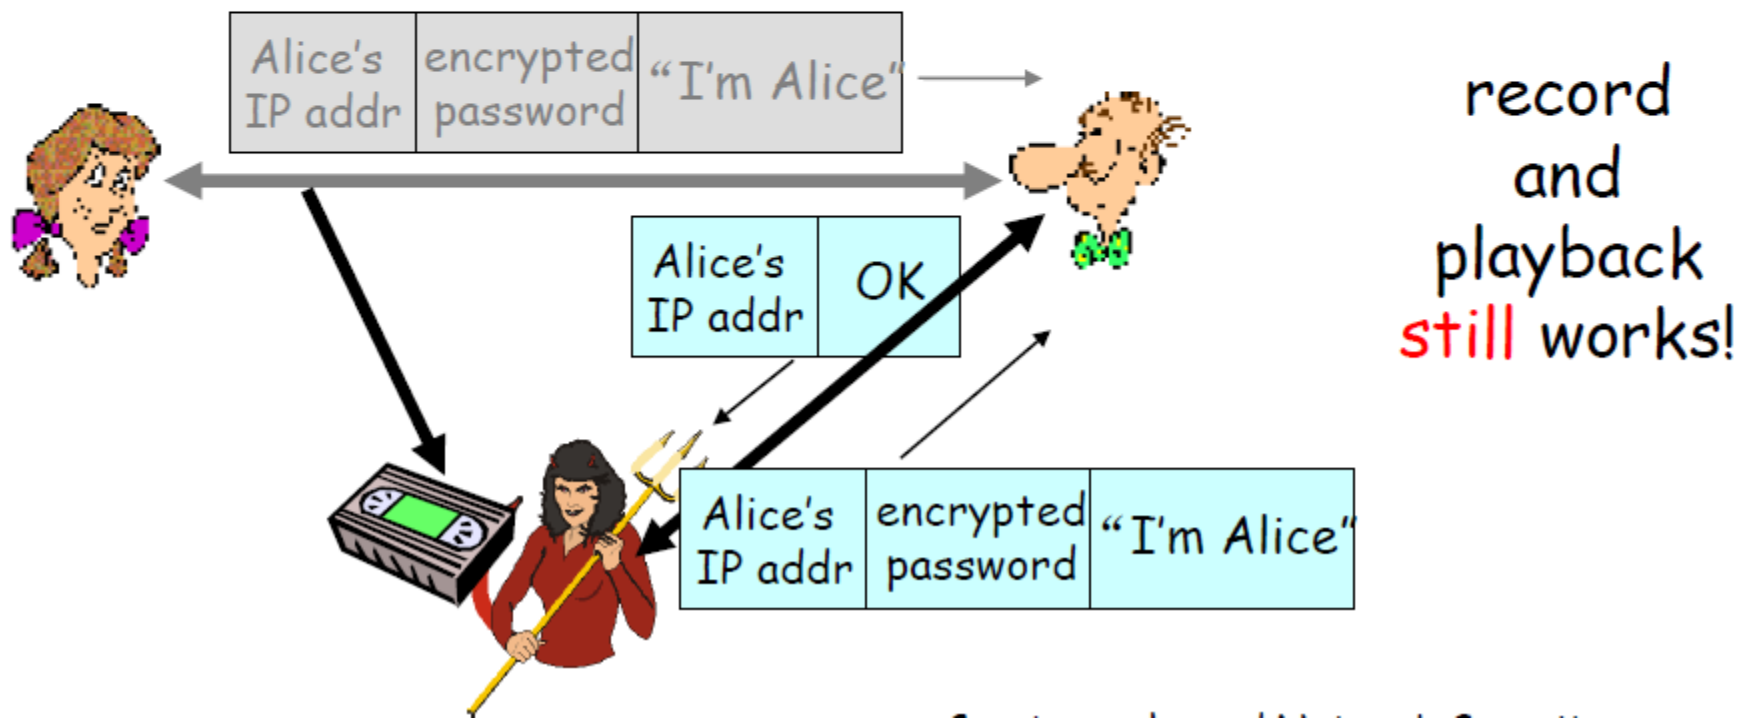 Alice's
IP addr
encrypted
password
“I'm Alice”
record
and
playback
still works!
Alice's
IP addr
OK
Alice's
IP addr
encrypted
password
“I'm Alice”